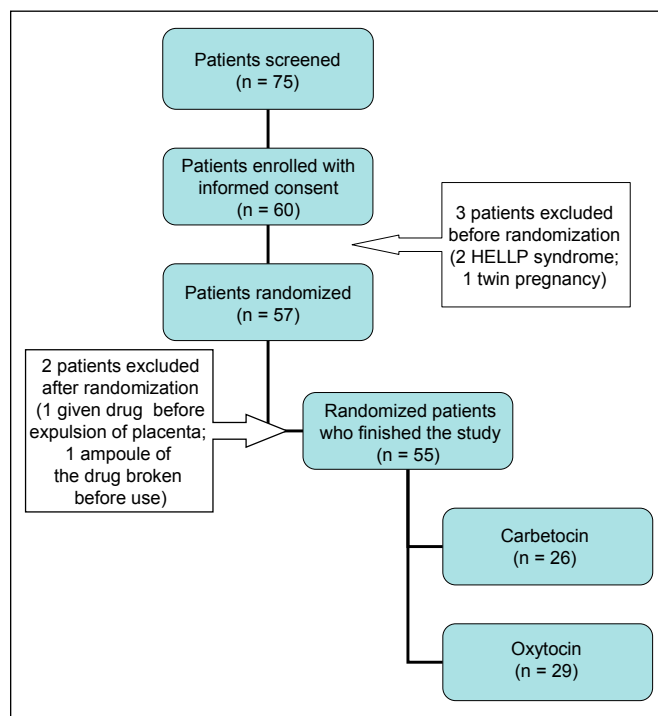 Patients screened
(n = 75)
Patients enrolled with
informed consent
(n = 60)
3 patients excluded
before randomization
(2 HELLP syndrome;
1 twin pregnancy)
Patients randomized
(n = 57)
2 patients excluded
after randomization
(1 given drug before
expulsion of placenta;
1 ampoule of
the drug broken
before use)
Randomized patients
who finished the study
(n = 55)
Carbetocin
(n = 26)
Oxytocin
(n = 29)